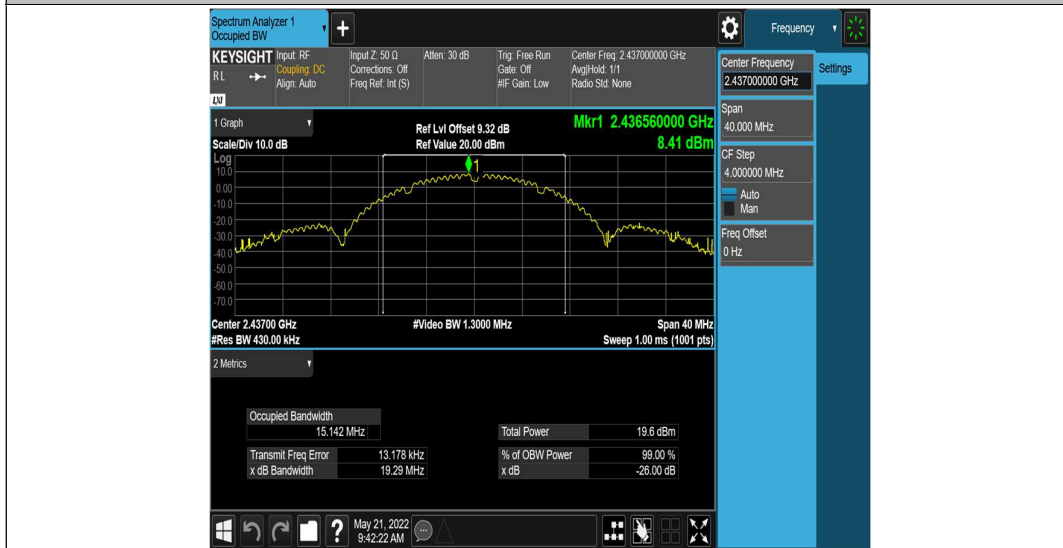 Spectrum Analyzer 1
Occupied BW
+
Frequency
KEYSIGHT
R L
LXI
Input: RF
Coupling: DC
Align: Auto
Input Z: 50 Ω
Corrections: Off
Freq Ref: Int (S)
Atten: 30 dB
Trig: Free Run
Gate: Off
#IF Gain: Low
Center Freq: 2.437000000 GHz
Avg|Hold: 1/1
Radio Std: None
Center Frequency
2.437000000 GHz
Settings
Span
40.000 MHz
CF Step
4.000000 MHz
Auto
Man
Freq Offset
0 Hz
1 Graph
Scale/Div 10.0 dB
Ref Lvl Offset 9.32 dB
Ref Value 20.00 dBm
Mkr1 2.436560000 GHz
8.41 dBm
Log
10.0
0.00
-10.0
-20.0
-30.0
-40.0
-50.0
-60.0
-70.0
1
Center 2.43700 GHz
#Res BW 430.00 kHz
#Video BW 1.3000 MHz
Span 40 MHz
Sweep 1.00 ms (1001 pts)
2 Metrics
Occupied Bandwidth
15.142 MHz
Total Power 19.6 dBm
Transmit Freq Error 13.178 kHz
% of OBW Power 99.00 %
x dB Bandwidth 19.29 MHz
x dB -26.00 dB
?
May 21, 2022
9:42:22 AM